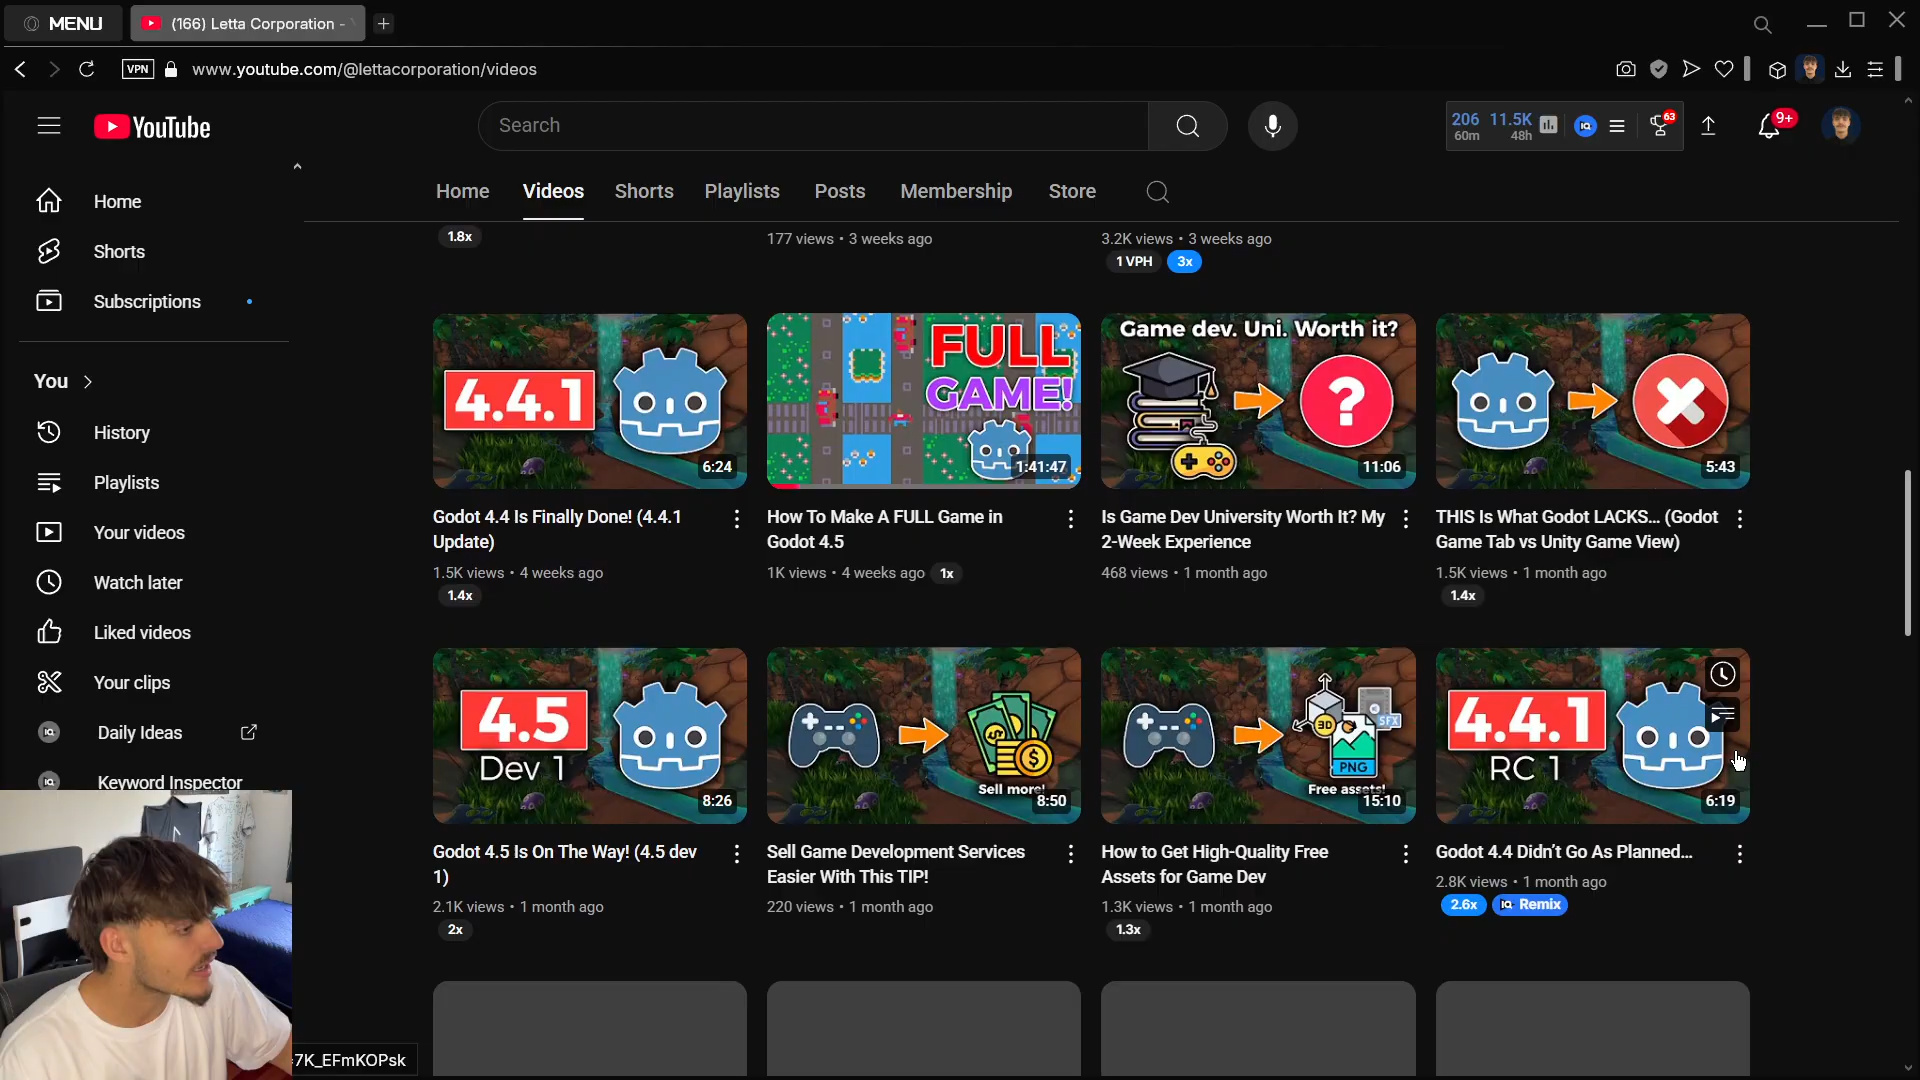 MENU
(166) Letta Corporation -
VPN
www.youtube.com/@lettacorporation/videos
YouTube
Search
206 11.5K
60m 48h
63
9+
Home
Videos
Shorts
Playlists
Posts
Membership
Store
Home
Shorts
Subscriptions
You
History
Playlists
Your videos
Watch later
Liked videos
Your clips
Daily Ideas
Keyword Inspector
1.8x
177 views • 3 weeks ago
3.2K views • 3 weeks ago
1 VPH 3x
4.4.1
6:24
Godot 4.4 Is Finally Done! (4.4.1
Update)
1.5K views • 4 weeks ago
1.4x
FULL
GAME!
1:41:47
How To Make A FULL Game in
Godot 4.5
1K views • 4 weeks ago 1x
Game dev. Uni. Worth it?
?
11:06
Is Game Dev University Worth It? My
2-Week Experience
468 views • 1 month ago
5:43
THIS Is What Godot LACKS... (Godot
Game Tab vs Unity Game View)
1.5K views • 1 month ago
1.4x
4.5
Dev 1
8:26
Godot 4.5 Is On The Way! (4.5 dev
1)
2.1K views • 1 month ago
2x
$
Sell more!
8:50
Sell Game Development Services
Easier With This TIP!
220 views • 1 month ago
3D
SFX
PNG
Free assets!
15:10
How to Get High-Quality Free
Assets for Game Dev
1.3K views • 1 month ago
1.3x
4.4.1
RC 1
6:19
Godot 4.4 Didn't Go As Planned...
2.8K views • 1 month ago
2.6x Remix
7K_EFmKOPsk